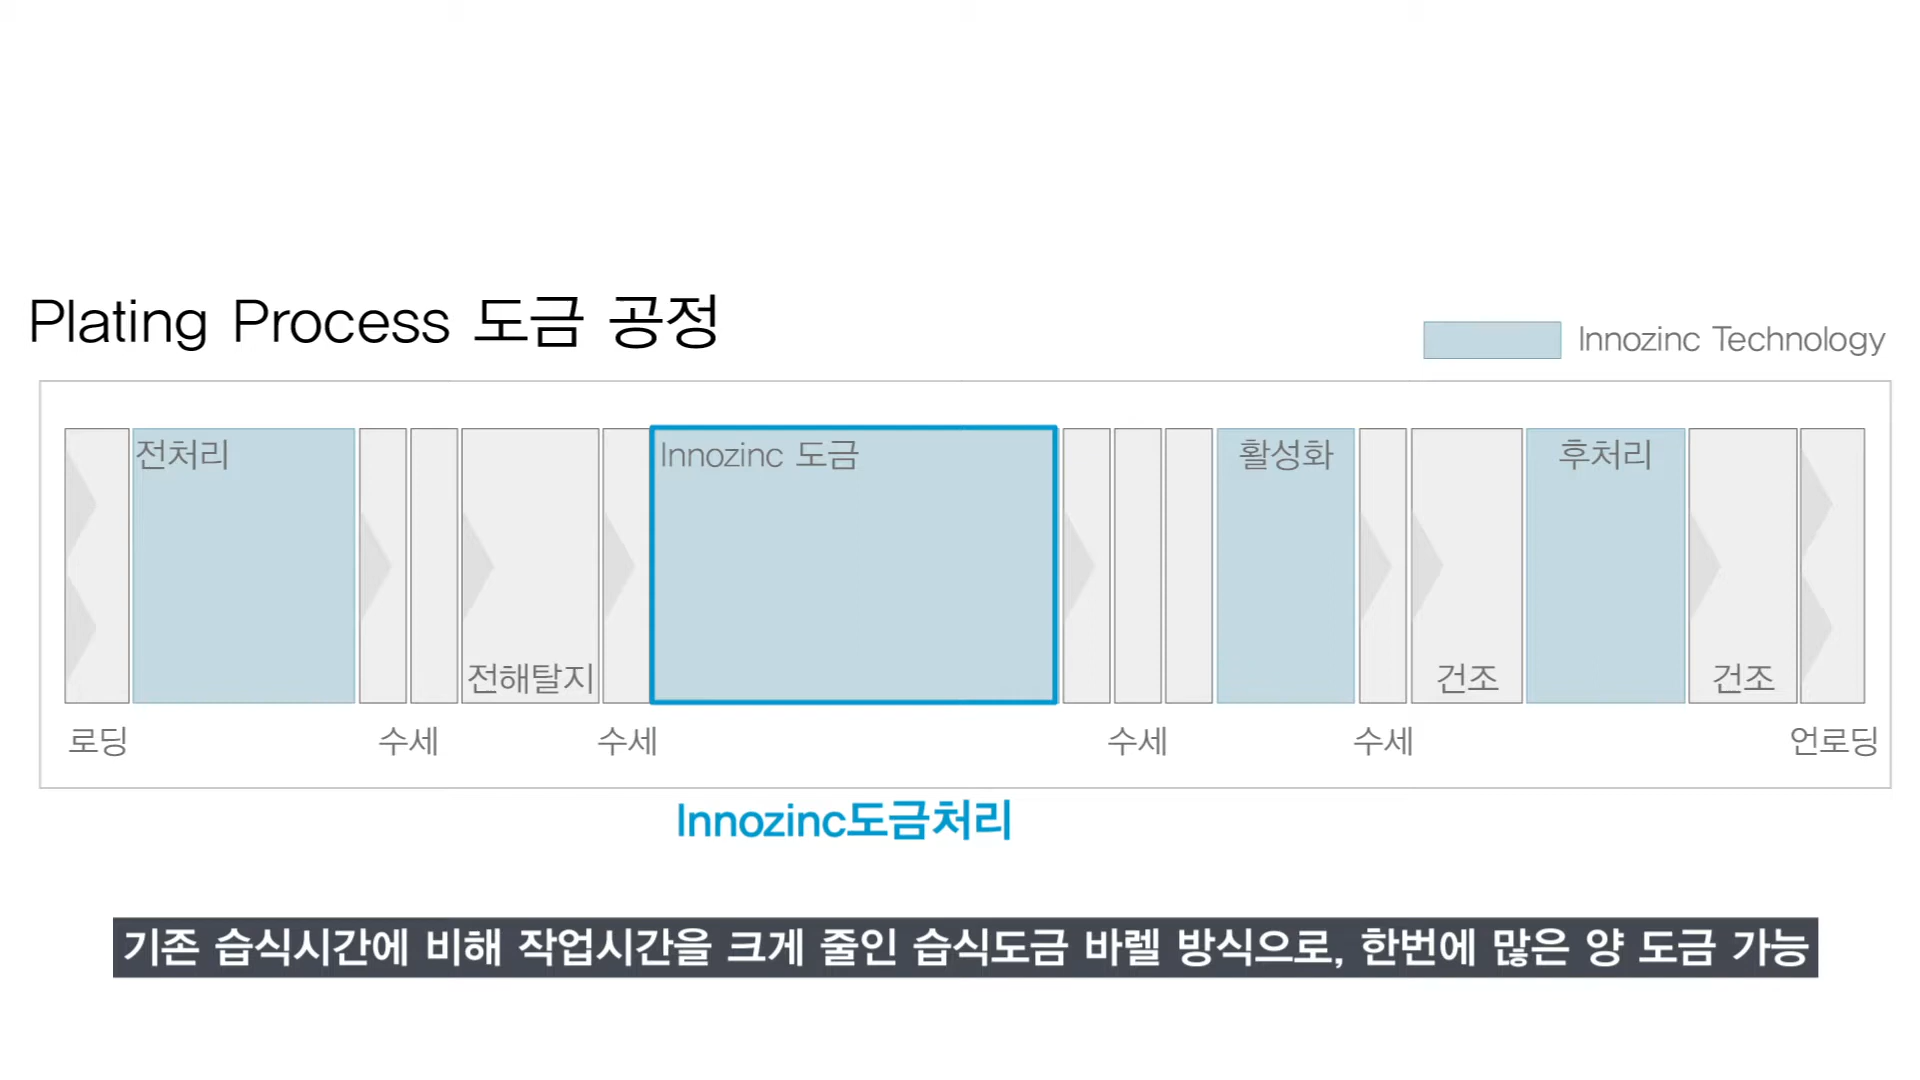 Plating Process 도금 공정
Innozinc Technology
전처리
Innozinc 도금
활성화
후처리
전해탈지
건조
건조
로딩
수세
수세
수세
수세
언로딩
Innozinc도금처리
기존 습식시간에 비해 작업시간을 크게 줄인 습식도금 바렐 방식으로, 한번에 많은 양 도금 가능